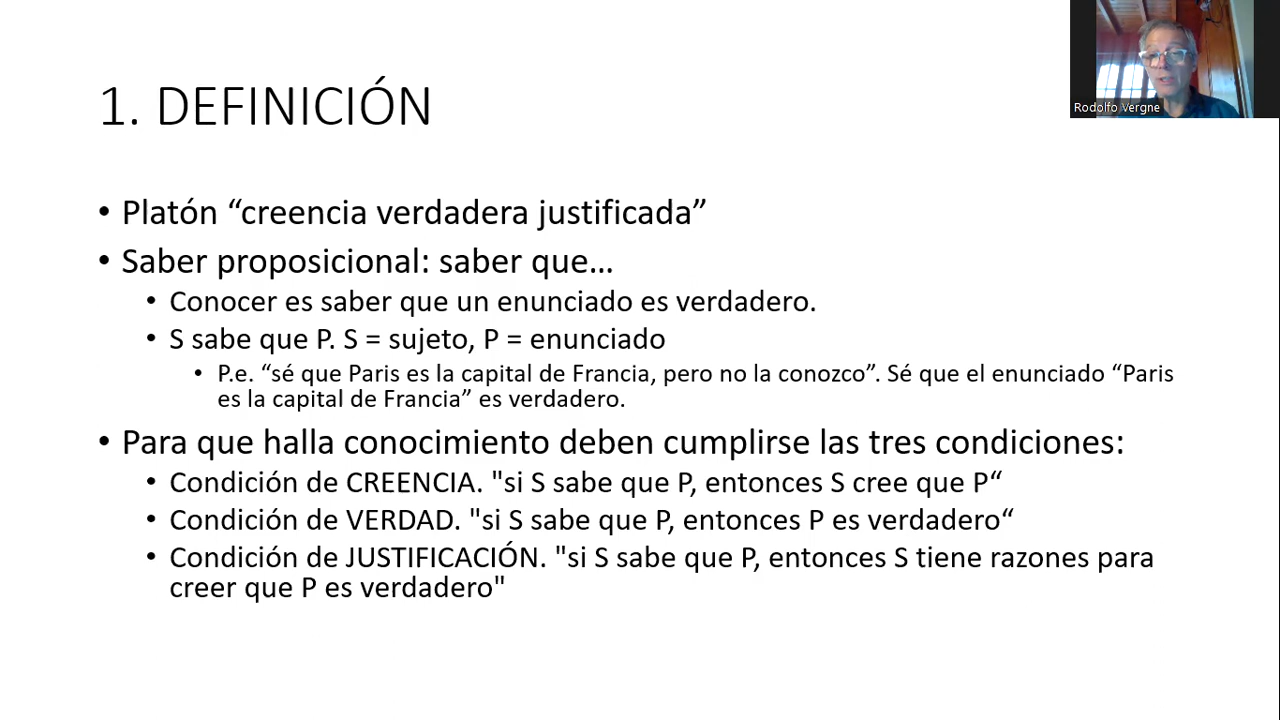 Rodolfo Vergne
1. DEFINICIÓN
• Platón “creencia verdadera justificada”
• Saber proposicional: saber que…
• Conocer es saber que un enunciado es verdadero.
• S sabe que P. S = sujeto, P = enunciado
• P.e. “sé que Paris es la capital de Francia, pero no la conozco”. Sé que el enunciado “Paris
es la capital de Francia” es verdadero.
• Para que halla conocimiento deben cumplirse las tres condiciones:
• Condición de CREENCIA. "si S sabe que P, entonces S cree que P“
• Condición de VERDAD. "si S sabe que P, entonces P es verdadero“
• Condición de JUSTIFICACIÓN. "si S sabe que P, entonces S tiene razones para
creer que P es verdadero"